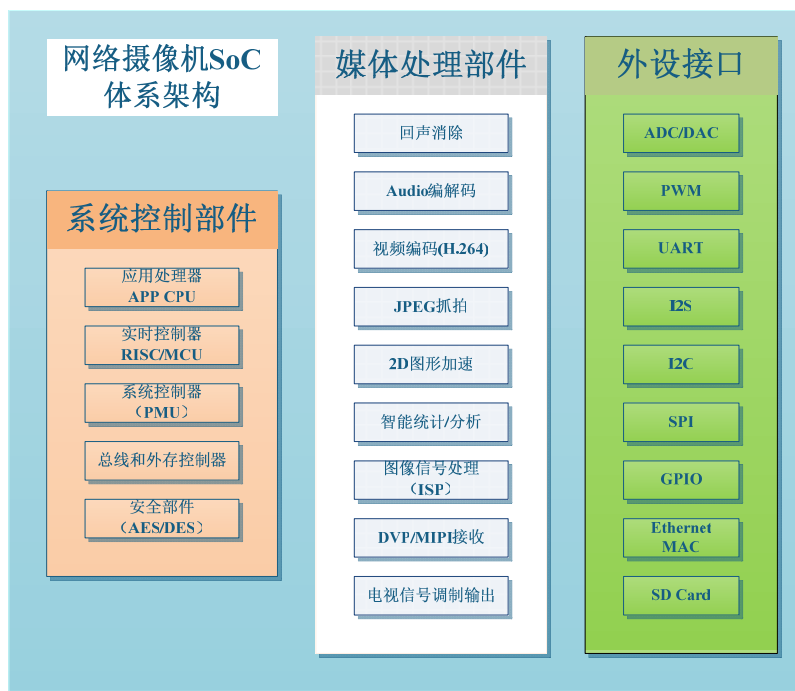 网络摄像机SoC
体系架构
系统控制部件
应用处理器
APP CPU
实时控制器
RISC/MCU
系统控制器
（PMU）
总线和外存控制器
安全部件
（AES/DES）
媒体处理部件
回声消除
Audio编解码
视频编码(H.264)
JPEG抓拍
2D图形加速
智能统计/分析
图像信号处理
（ISP）
DVP/MIPI接收
电视信号调制输出
外设接口
ADC/DAC
PWM
UART
I2S
I2C
SPI
GPIO
Ethernet
MAC
SD Card